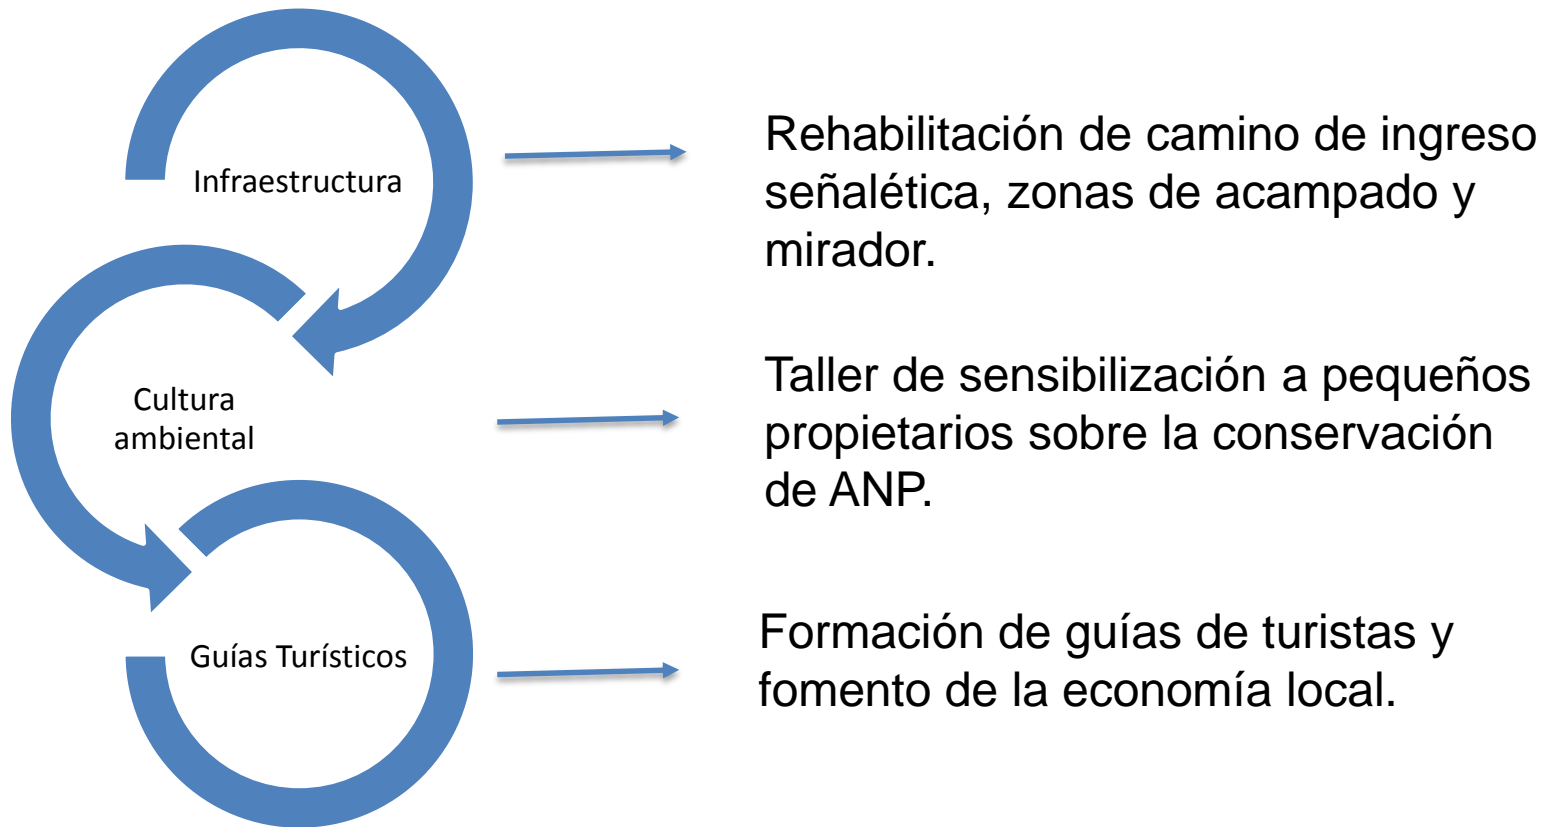 Infraestructura
Rehabilitación de camino de ingreso
señalética, zonas de acampado y
mirador.
Cultura
ambiental
Taller de sensibilización a pequeños
propietarios sobre la conservación
de ANP.
Guías Turísticos
Formación de guías de turistas y
fomento de la economía local.